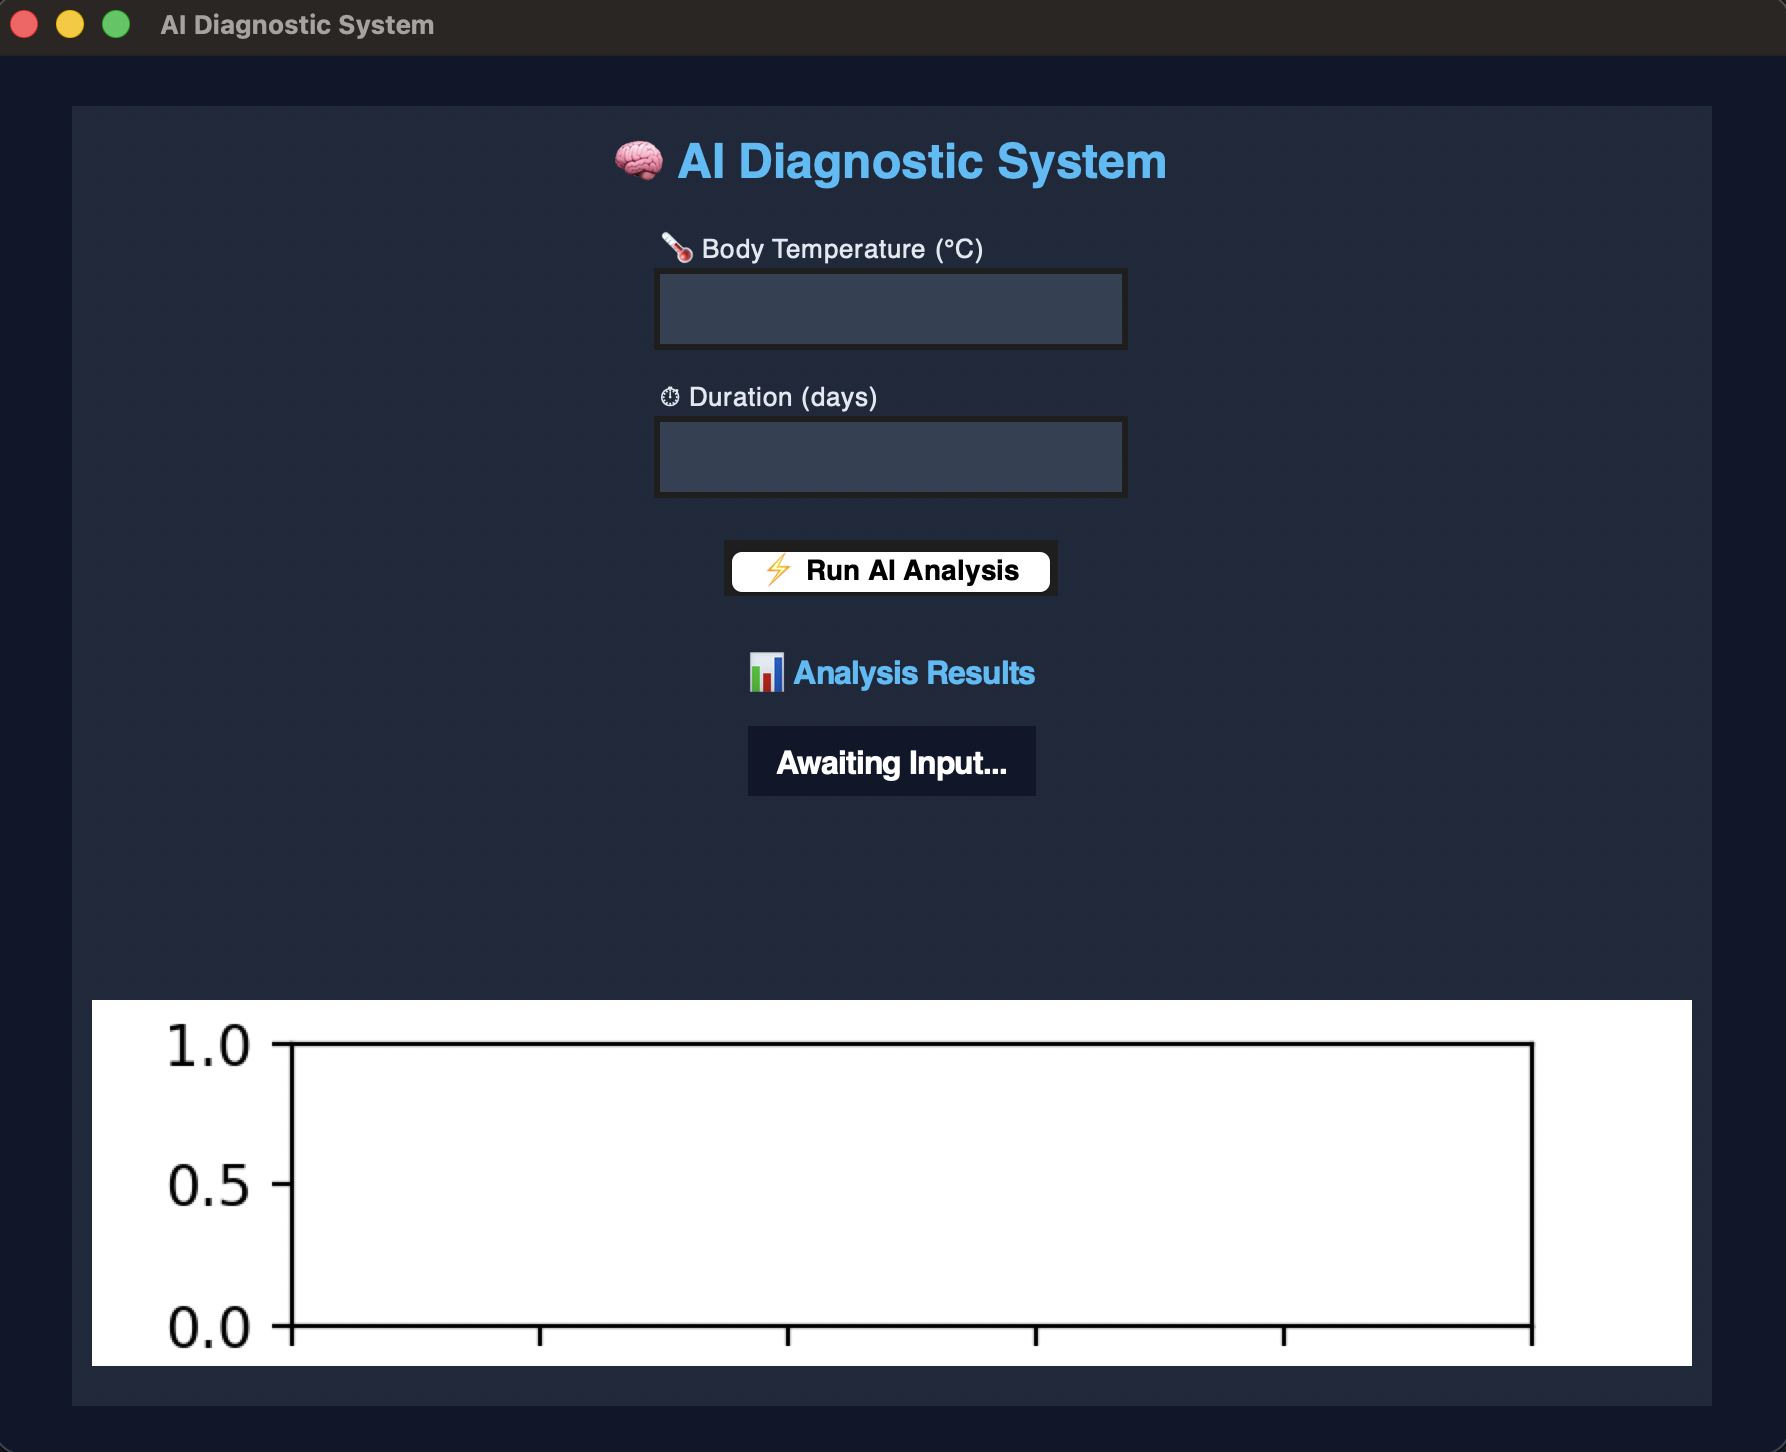 AI Diagnostic System
🧠 AI Diagnostic System
🌡 Body Temperature (°C)
⏱ Duration (days)
⚡ Run AI Analysis
📊 Analysis Results
Awaiting Input...
1.0
0.5
0.0